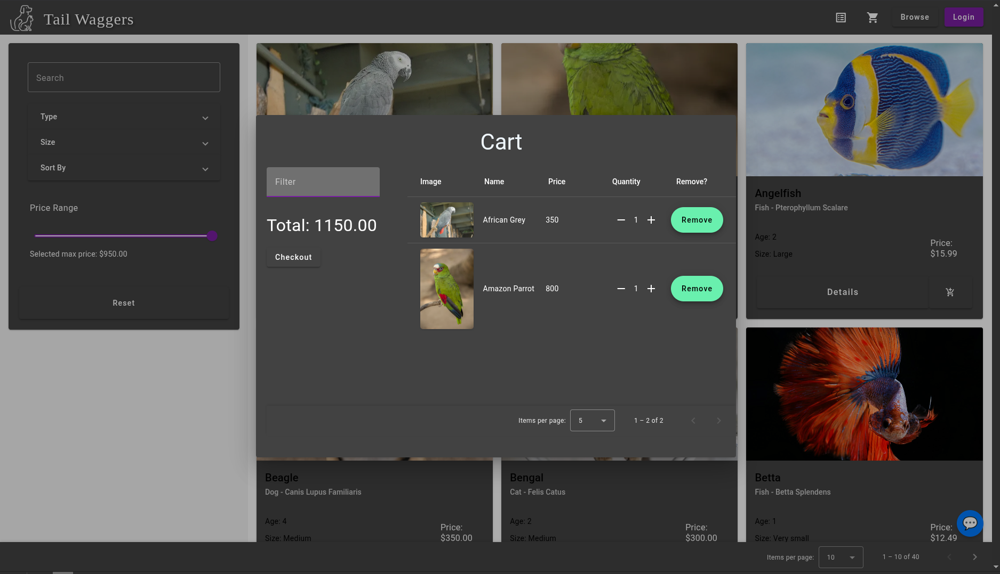 Tail Waggers
Browse
Login
Search
Type
Size
Sort By
Price Range
Selected max price: $950.00
Reset
Cart
Filter
Total: 1150.00
Checkout
Image Name Price Quantity Remove?
African Grey 350 1 Remove
Amazon Parrot 800 1 Remove
Items per page: 5 1 – 2 of 2
Angelfish
Fish - Pterophyllum Scalare
Age: 2
Size: Large
Price:
$15.99
Details
Beagle
Dog - Canis Lupus Familiaris
Age: 4
Size: Medium
Price:
$350.00
Bengal
Cat - Felis Catus
Age: 2
Size: Medium
Price:
$300.00
Betta
Fish - Betta Splendens
Age: 1
Size: Very small
Price:
$12.49
Items per page: 10 1 – 10 of 40